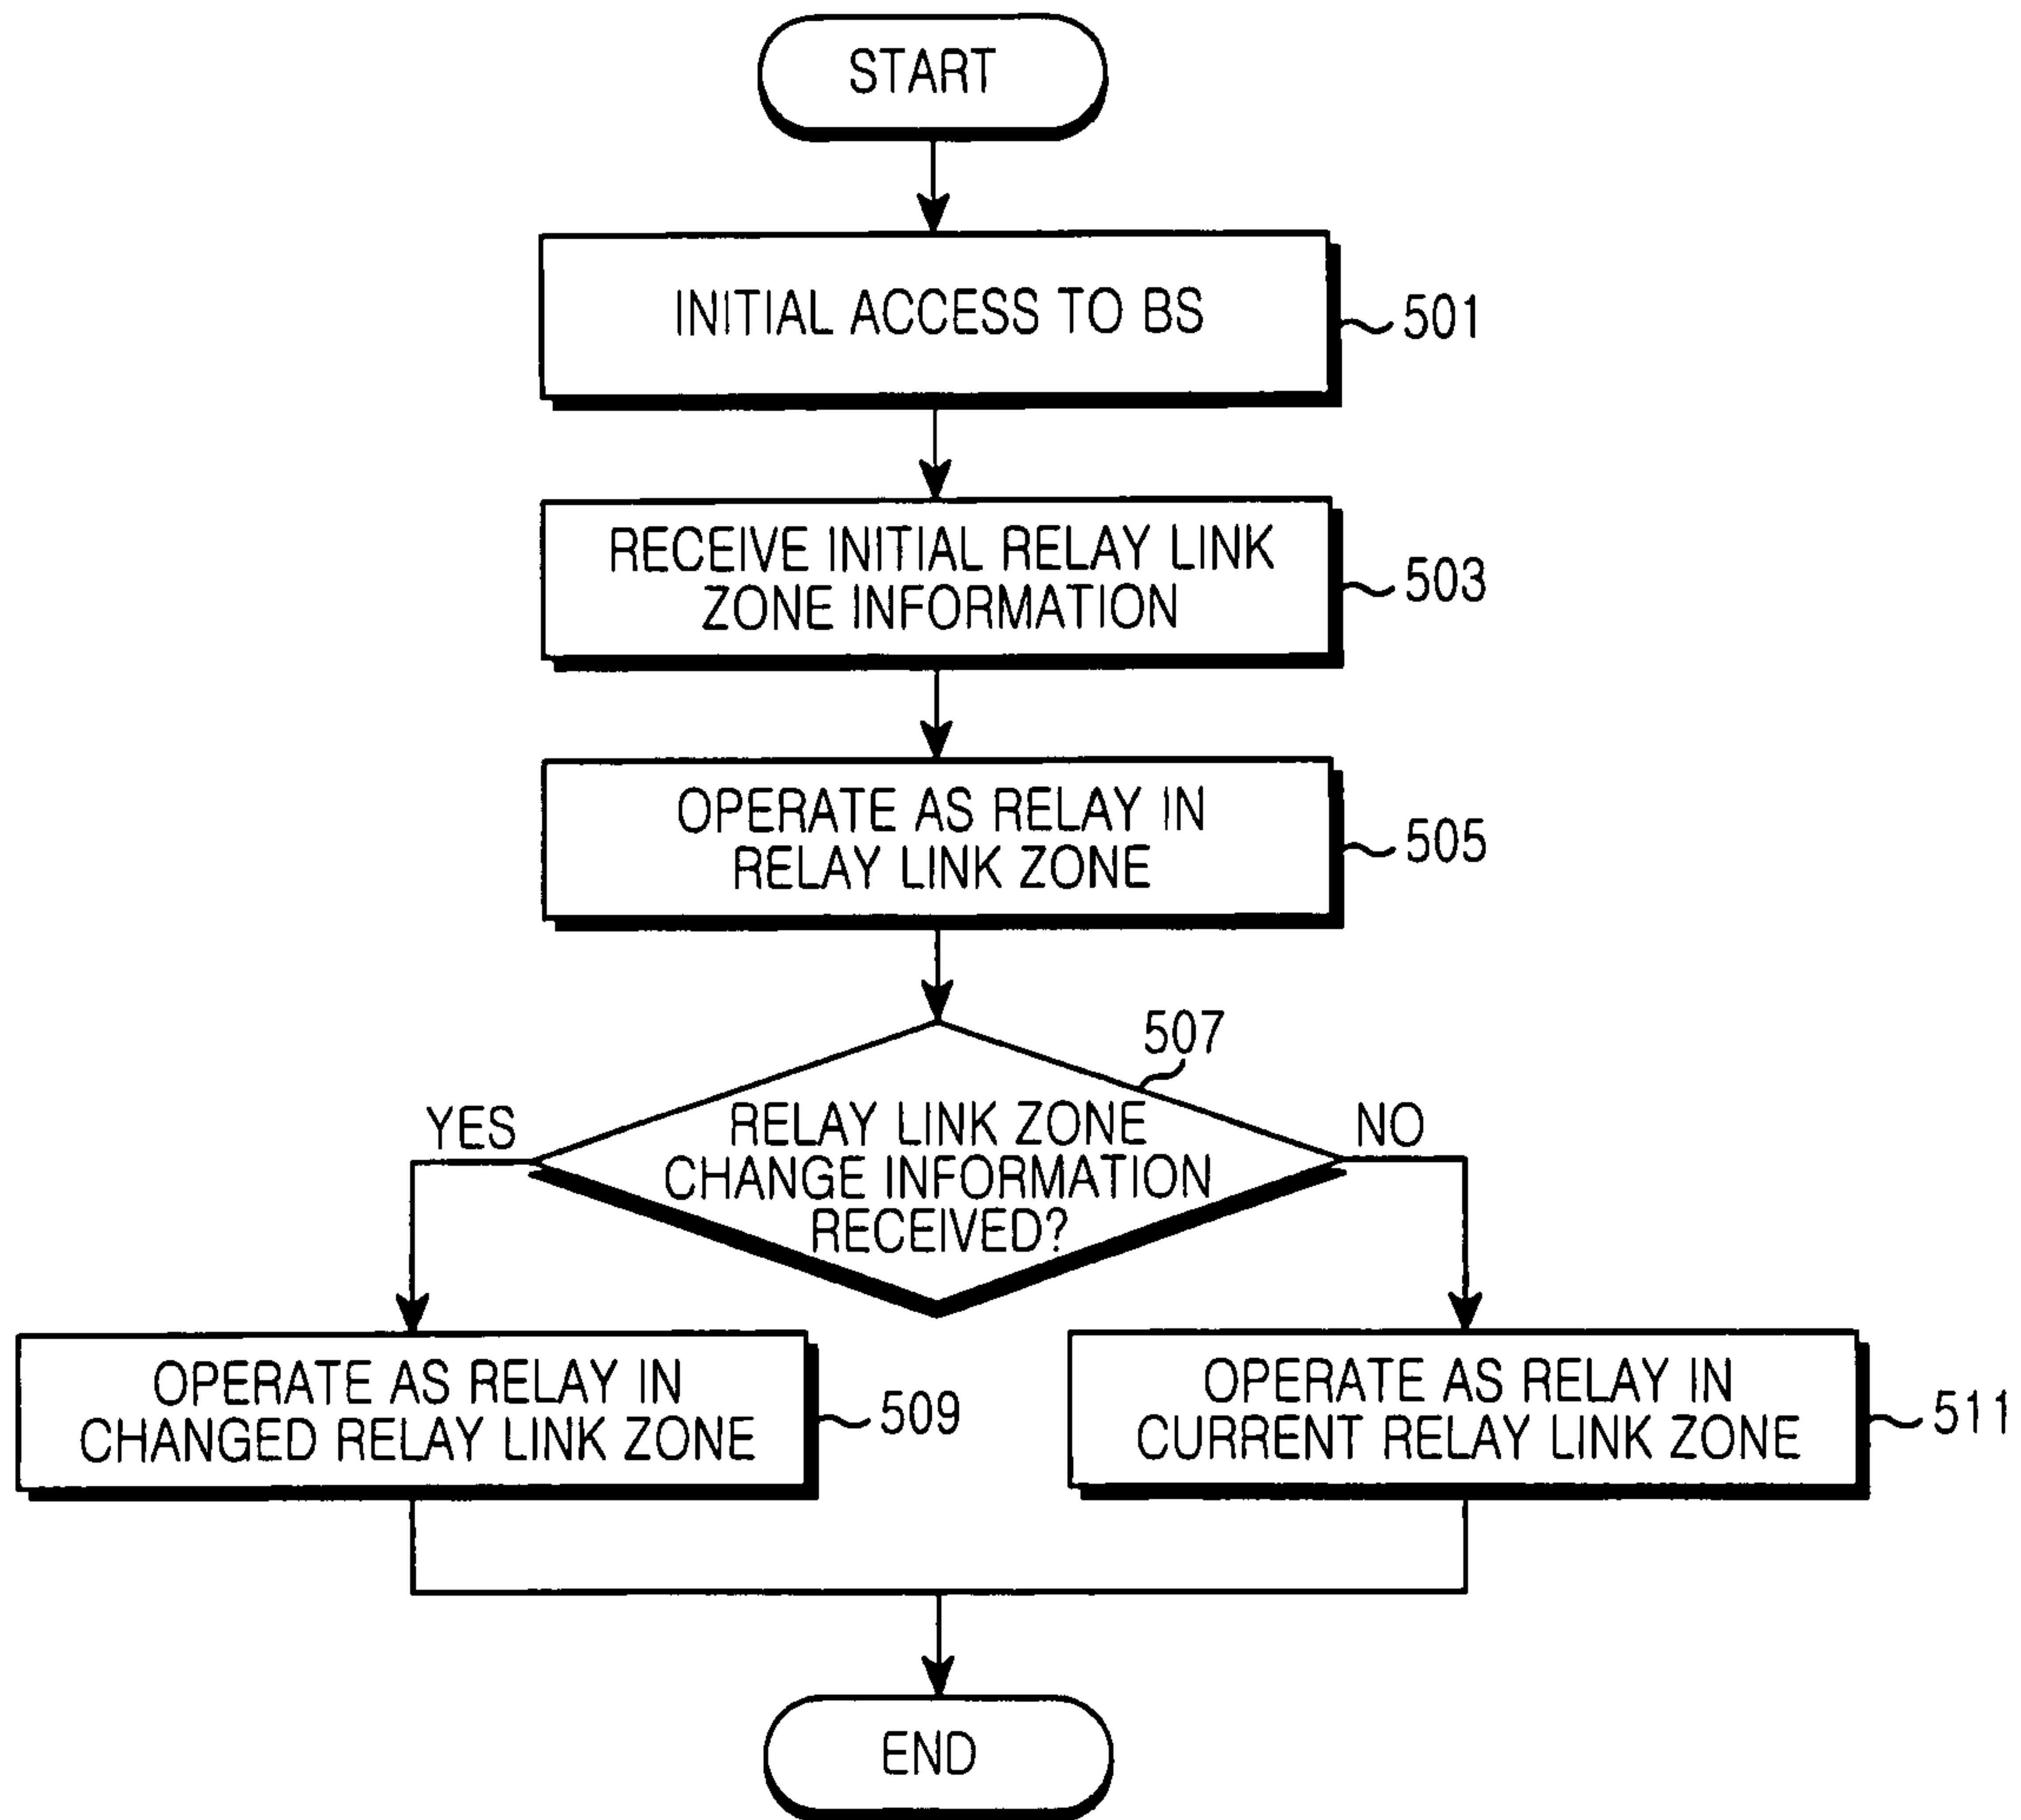 START
INITIAL ACCESS TO BS
501
RECEIVE INITIAL RELAY LINK
ZONE INFORMATION
503
OPERATE AS RELAY IN
RELAY LINK ZONE
505
507
YES
RELAY LINK ZONE
CHANGE INFORMATION
RECEIVED?
NO
OPERATE AS RELAY IN
CHANGED RELAY LINK ZONE
509
OPERATE AS RELAY IN
CURRENT RELAY LINK ZONE
511
END